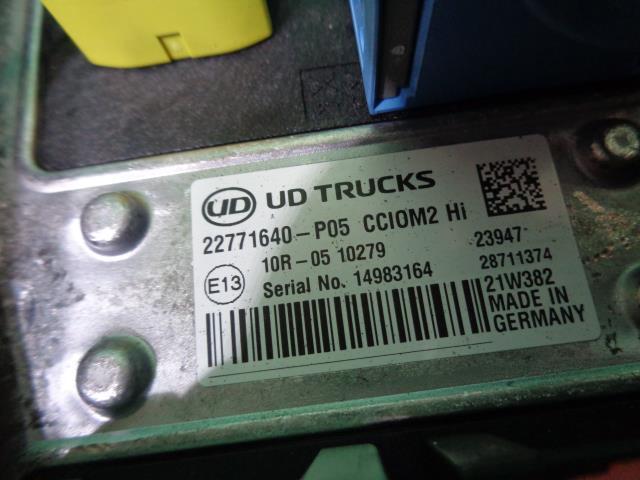 UD UD TRUCKS
22771640-P05 CCIOM2 Hi
23947
10R-05 10279
28711374
E13
Serial No. 14983164
21W382
MADE IN
GERMANY